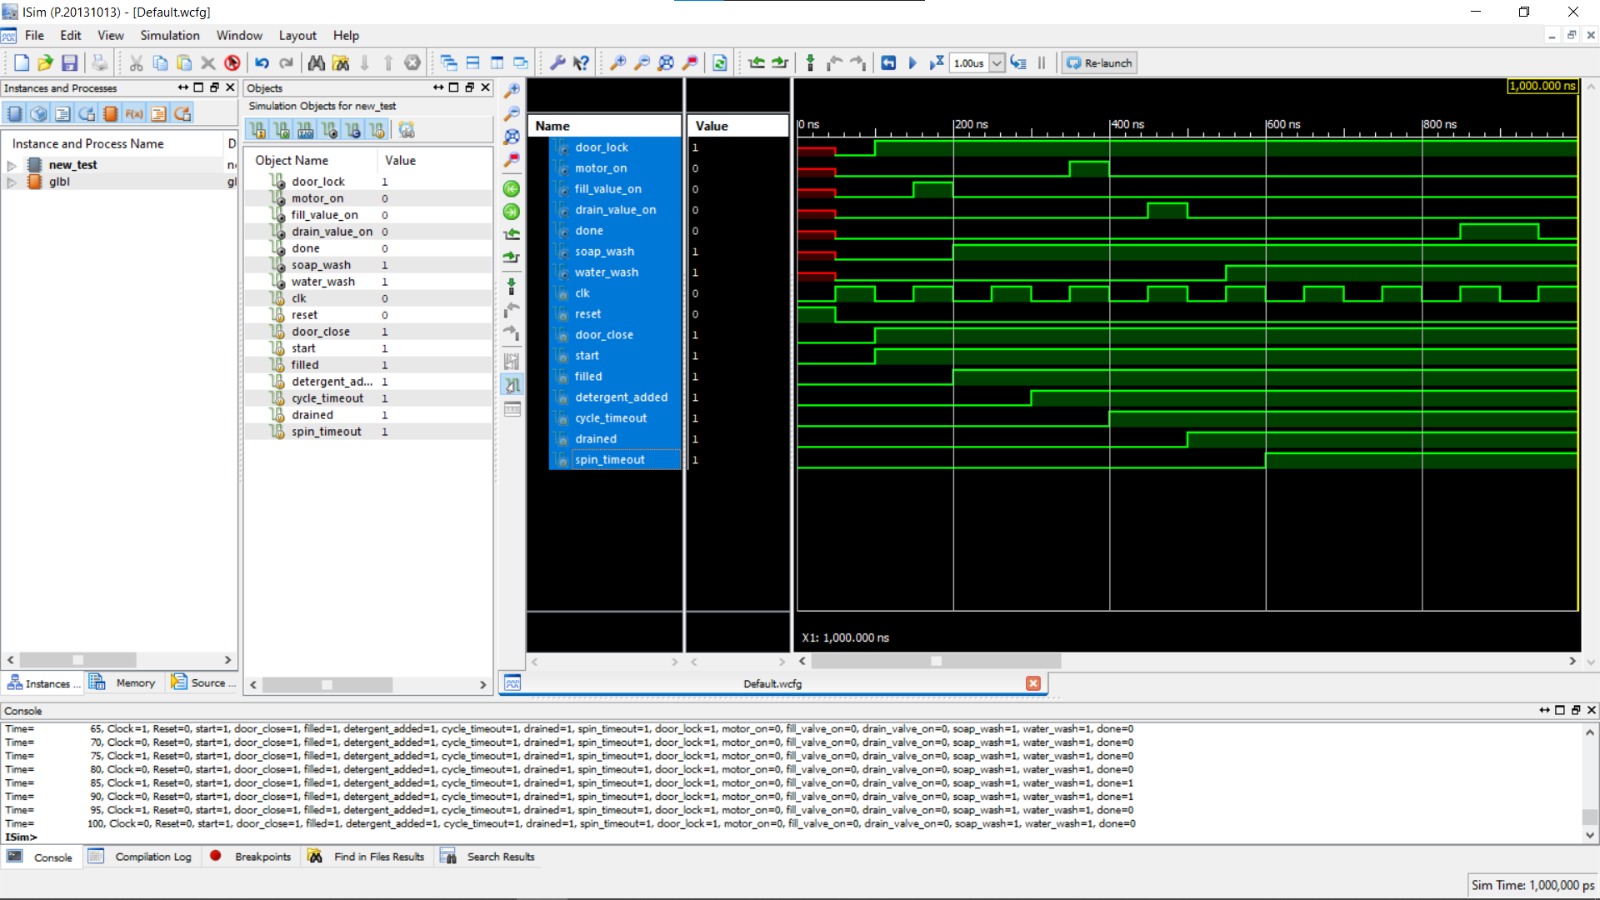 ISim (P.20131013) - [Default.wcfg]
File Edit View Simulation Window Layout Help
1.00us Re-launch
Instances and Processes
Instance and Process Name D
new_test n
glbl gl
Instances ... Memory Source ...
Objects
Simulation Objects for new_test
Object Name Value
door_lock 1
motor_on 0
fill_value_on 0
drain_value_on 0
done 0
soap_wash 1
water_wash 1
clk 0
reset 0
door_close 1
start 1
filled 1
detergent_ad... 1
cycle_timeout 1
drained 1
spin_timeout 1
Name Value
door_lock 1
motor_on 0
fill_value_on 0
drain_value_on 0
done 0
soap_wash 1
water_wash 1
clk 0
reset 0
door_close 1
start 1
filled 1
detergent_added 1
cycle_timeout 1
drained 1
spin_timeout 1
1,000.000 ns
0 ns 200 ns 400 ns 600 ns 800 ns
X1: 1,000.000 ns
Default.wcfg
Console
Time= 65, Clock=1, Reset=0, start=1, door_close=1, filled=1, detergent_added=1, cycle_timeout=1, drained=1, spin_timeout=1, door_lock=1, motor_on=0, fill_valve_on=0, drain_valve_on=0, soap_wash=1, water_wash=1, done=0
Time= 70, Clock=0, Reset=0, start=1, door_close=1, filled=1, detergent_added=1, cycle_timeout=1, drained=1, spin_timeout=1, door_lock=1, motor_on=0, fill_valve_on=0, drain_valve_on=0, soap_wash=1, water_wash=1, done=0
Time= 75, Clock=1, Reset=0, start=1, door_close=1, filled=1, detergent_added=1, cycle_timeout=1, drained=1, spin_timeout=1, door_lock=1, motor_on=0, fill_valve_on=0, drain_valve_on=0, soap_wash=1, water_wash=1, done=0
Time= 80, Clock=0, Reset=0, start=1, door_close=1, filled=1, detergent_added=1, cycle_timeout=1, drained=1, spin_timeout=1, door_lock=1, motor_on=0, fill_valve_on=0, drain_valve_on=0, soap_wash=1, water_wash=1, done=0
Time= 85, Clock=1, Reset=0, start=1, door_close=1, filled=1, detergent_added=1, cycle_timeout=1, drained=1, spin_timeout=1, door_lock=1, motor_on=0, fill_valve_on=0, drain_valve_on=0, soap_wash=1, water_wash=1, done=1
Time= 90, Clock=0, Reset=0, start=1, door_close=1, filled=1, detergent_added=1, cycle_timeout=1, drained=1, spin_timeout=1, door_lock=1, motor_on=0, fill_valve_on=0, drain_valve_on=0, soap_wash=1, water_wash=1, done=1
Time= 95, Clock=1, Reset=0, start=1, door_close=1, filled=1, detergent_added=1, cycle_timeout=1, drained=1, spin_timeout=1, door_lock=1, motor_on=0, fill_valve_on=0, drain_valve_on=0, soap_wash=1, water_wash=1, done=0
Time= 100, Clock=0, Reset=0, start=1, door_close=1, filled=1, detergent_added=1, cycle_timeout=1, drained=1, spin_timeout=1, door_lock=1, motor_on=0, fill_valve_on=0, drain_valve_on=0, soap_wash=1, water_wash=1, done=0
ISim>
Console Compilation Log Breakpoints Find in Files Results Search Results
Sim Time: 1,000,000 ps